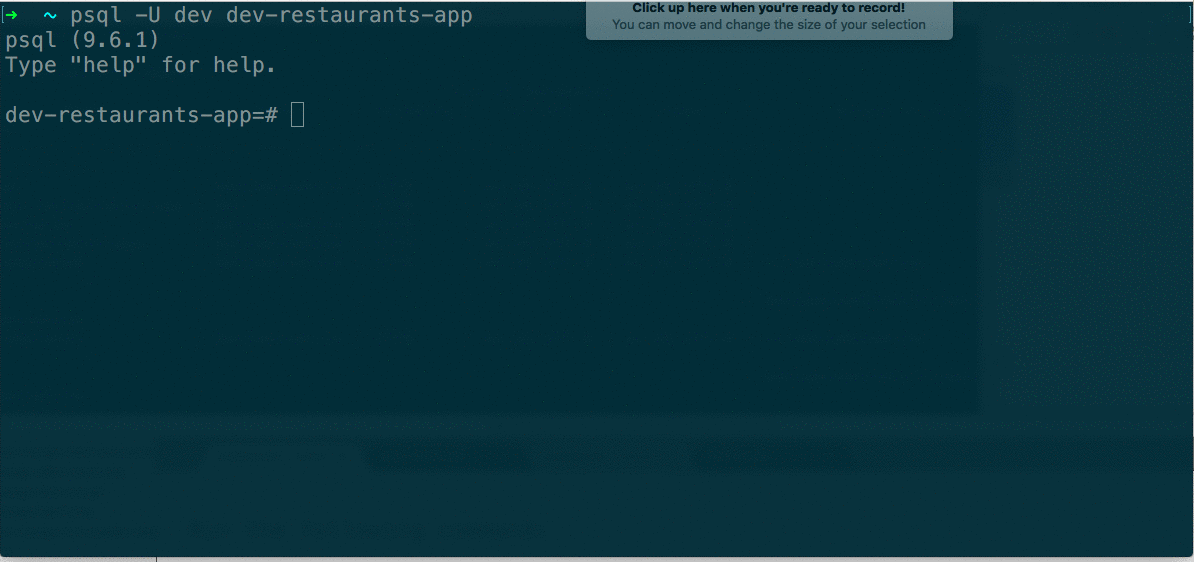 ➜ ~ psql -U dev dev-restaurants-app
Click up here when you're ready to record!
You can move and change the size of your selection
psql (9.6.1)
Type "help" for help.
dev-restaurants-app=#